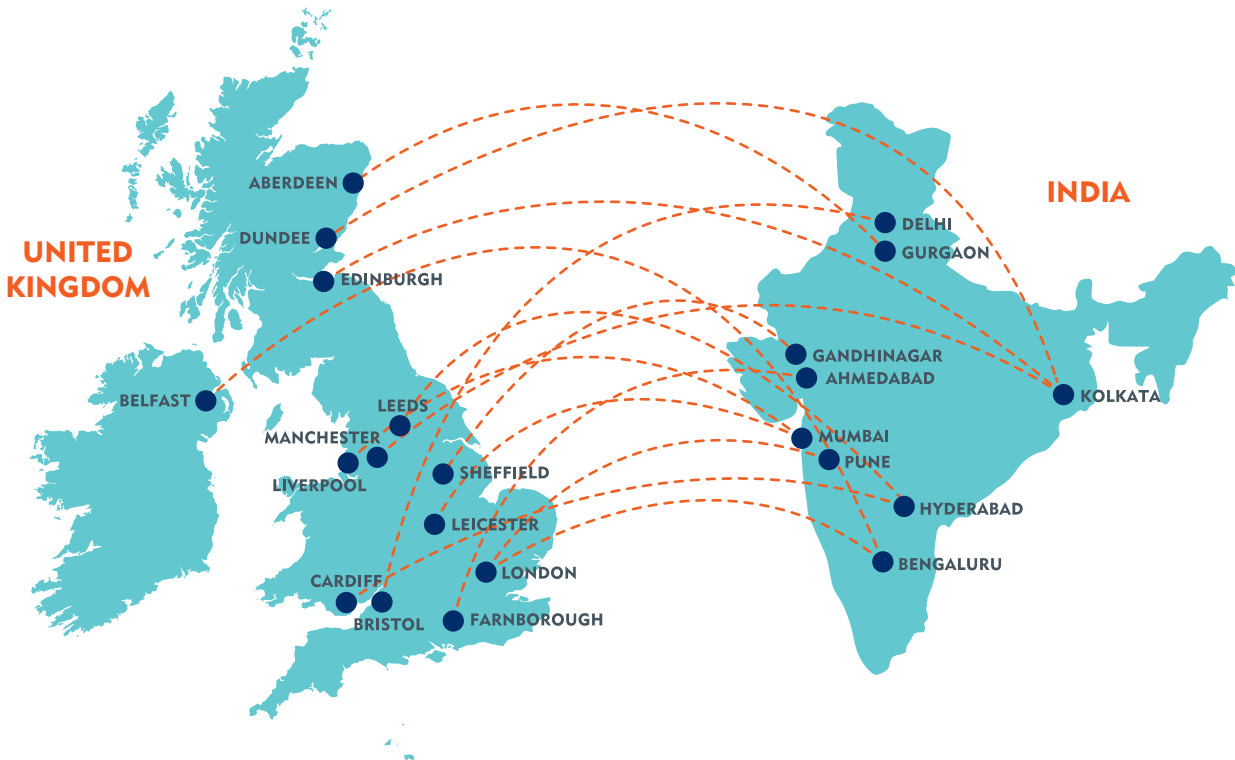 UNITED
KINGDOM
ABERDEEN
DUNDEE
EDINBURGH
BELFAST
LEEDS
MANCHESTER
LIVERPOOL
SHEFFIELD
LEICESTER
LONDON
CARDIFF
BRISTOL
FARNBOROUGH
INDIA
DELHI
GURGAON
GANDHINAGAR
AHMEDABAD
KOLKATA
MUMBAI
PUNE
HYDERABAD
BENGALURU